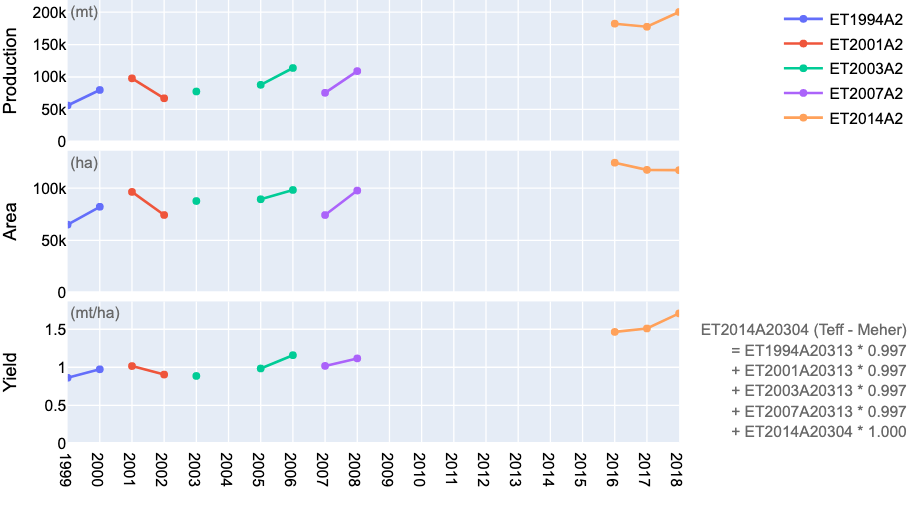 Production
(mt)
200k
150k
100k
50k
0
ET1994A2
ET2001A2
ET2003A2
ET2007A2
ET2014A2
Area
(ha)
100k
50k
0
Yield
(mt/ha)
1.5
1
0.5
0
1999
2000
2001
2002
2003
2004
2005
2006
2007
2008
2009
2010
2011
2012
2013
2014
2015
2016
2017
2018
ET2014A20304 (Teff - Meher)
= ET1994A20313 * 0.997
+ ET2001A20313 * 0.997
+ ET2003A20313 * 0.997
+ ET2007A20313 * 0.997
+ ET2014A20304 * 1.000